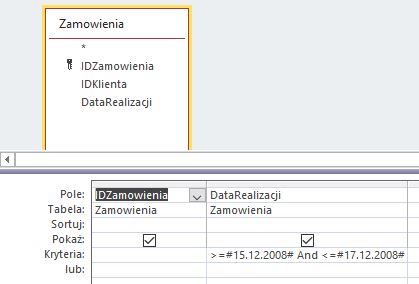 Zamowienia
*
IDZamowienia
IDKlienta
DataRealizacji
Pole: IDZamowienia DataRealizacji
Tabela: Zamowienia Zamowienia
Sortuj:
Pokaż:
Kryteria: >=#15.12.2008# And <=#17.12.2008#
lub: